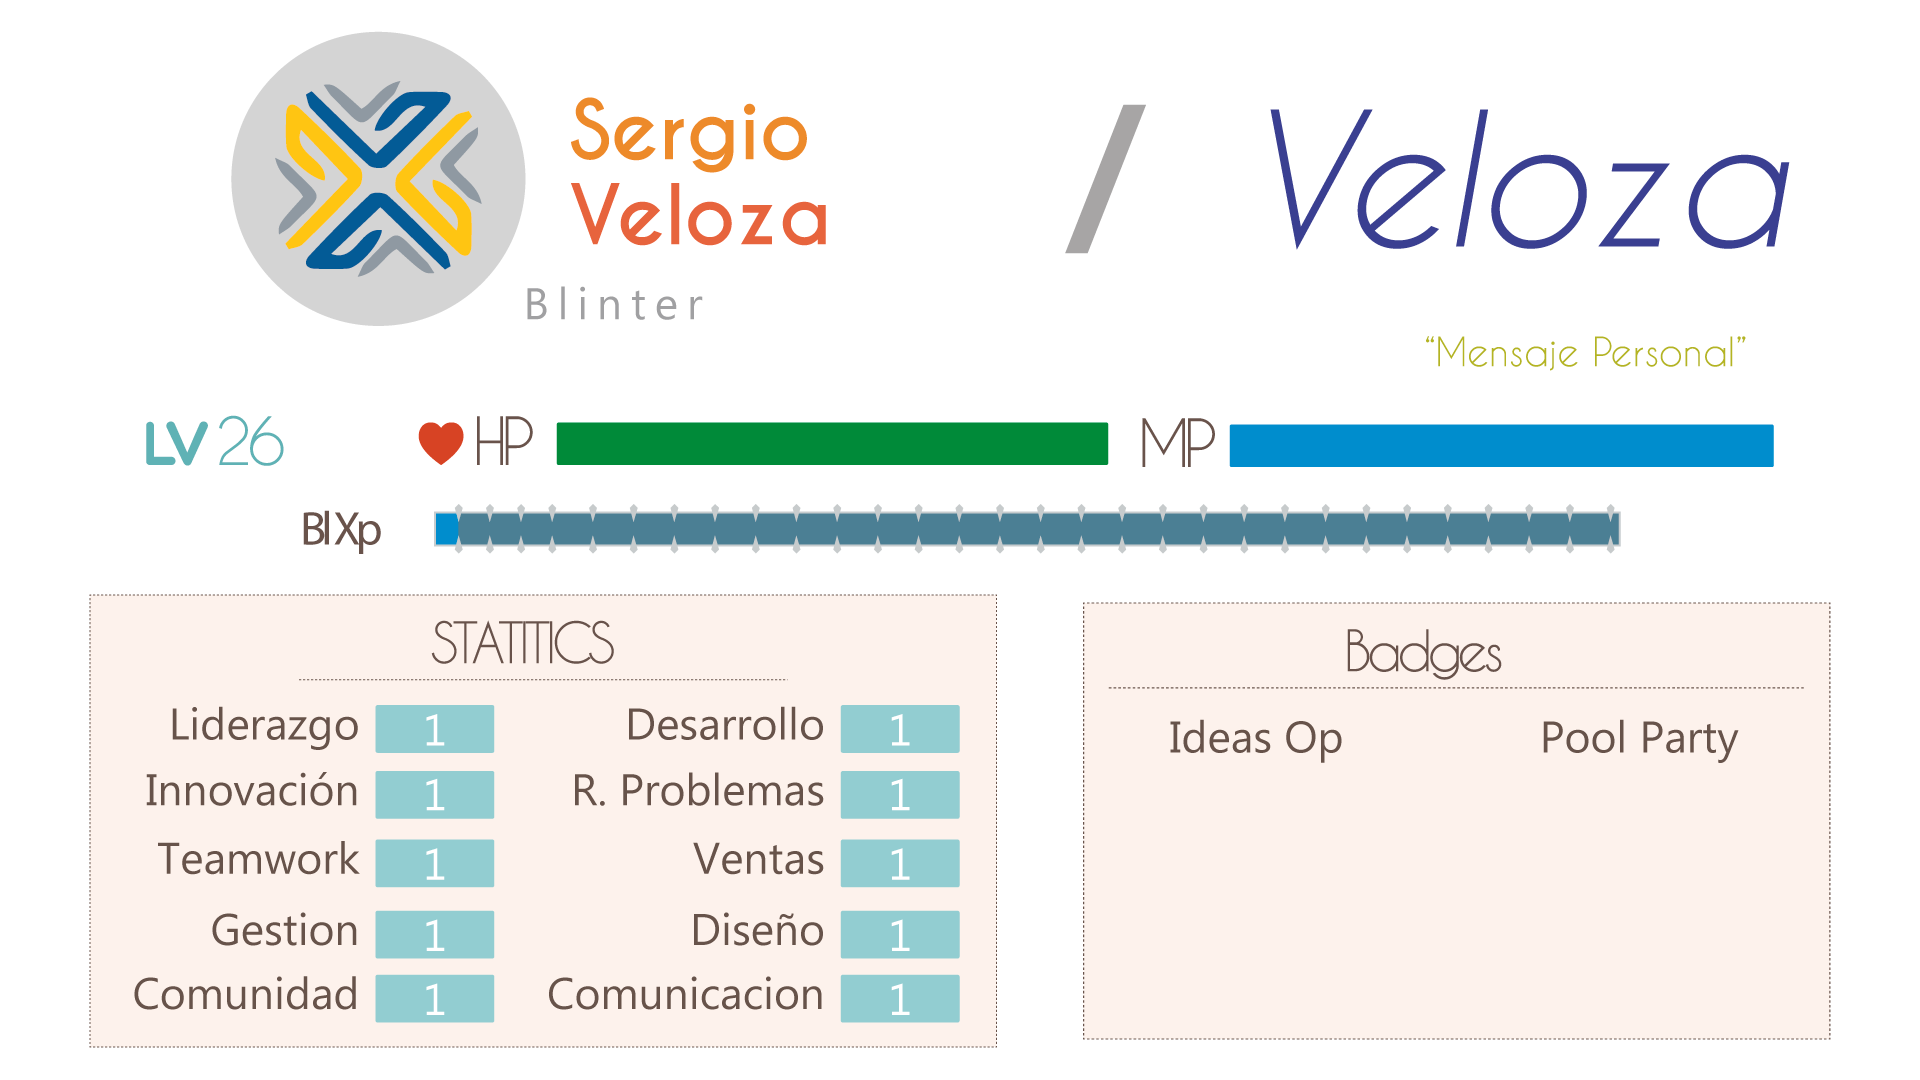 Sergio
Veloza
Blinter
/ Veloza
“Mensaje Personal”
LV 26
HP
MP
BlXp
STATITICS
Liderazgo 1
Desarrollo 1
Innovación 1
R. Problemas 1
Teamwork 1
Ventas 1
Gestion 1
Diseño 1
Comunidad 1
Comunicacion 1
Badges
Ideas Op
Pool Party